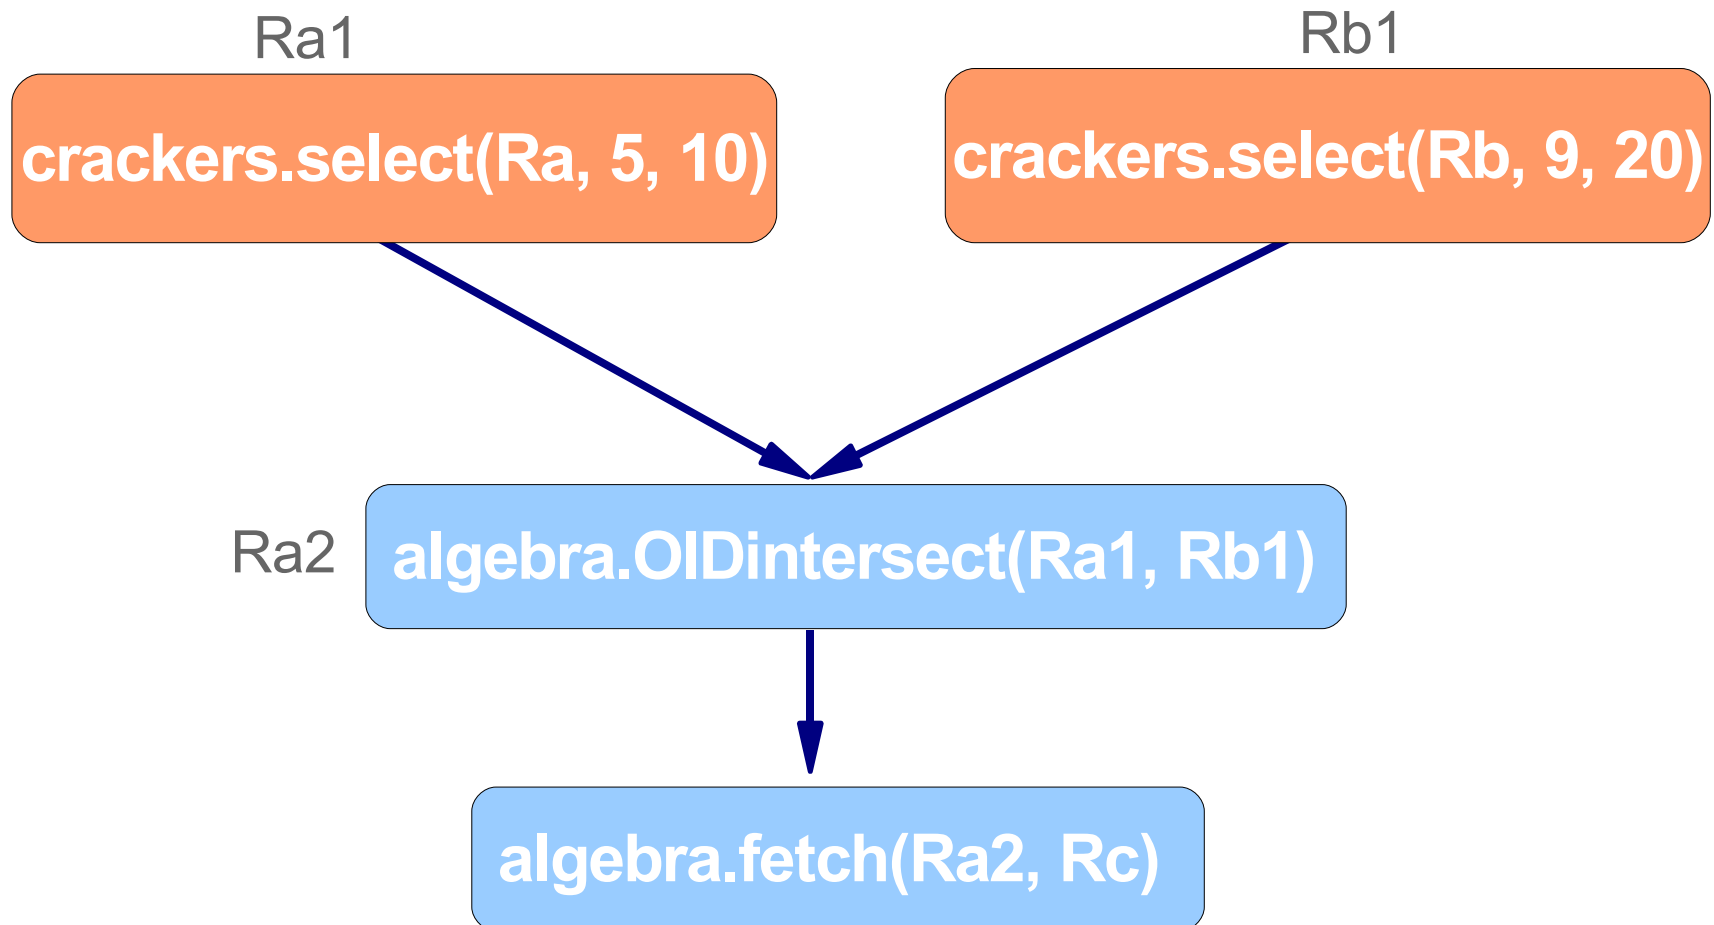 Ra1
Rb1
crackers.select(Ra, 5, 10)
crackers.select(Rb, 9, 20)
Ra2
algebra.OIDintersect(Ra1, Rb1)
algebra.fetch(Ra2, Rc)